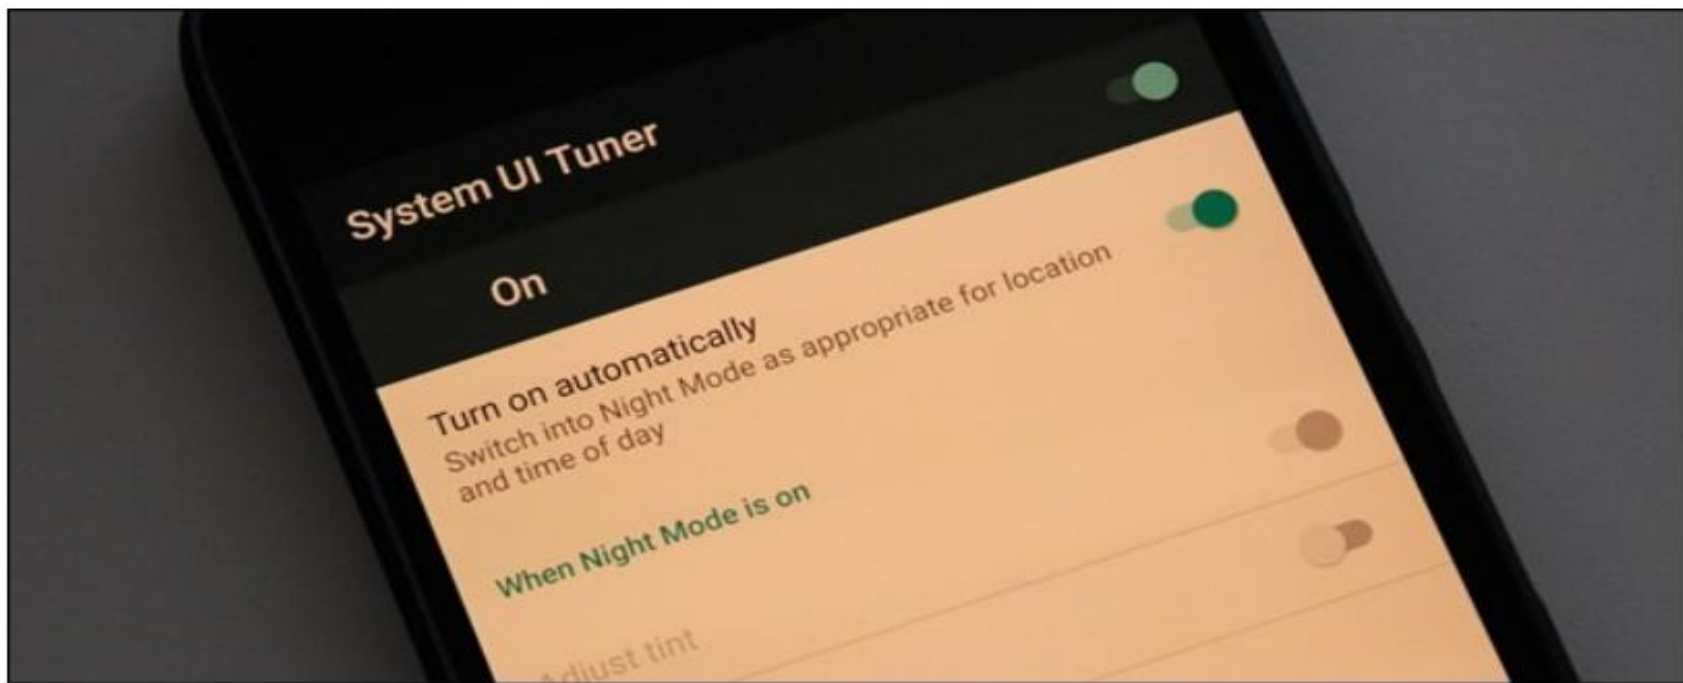 System UI Tuner
On
Turn on automatically
Switch into Night Mode as appropriate for location
and time of day
When Night Mode is on
Adjust tint